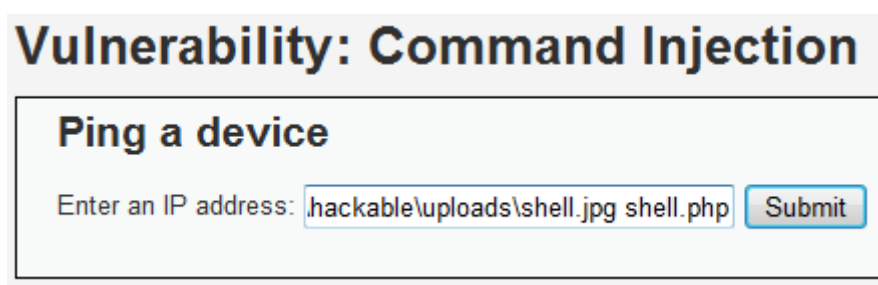 Vulnerability: Command Injection
Ping a device
Enter an IP address: .\hackable\uploads\shell.jpg shell.php Submit